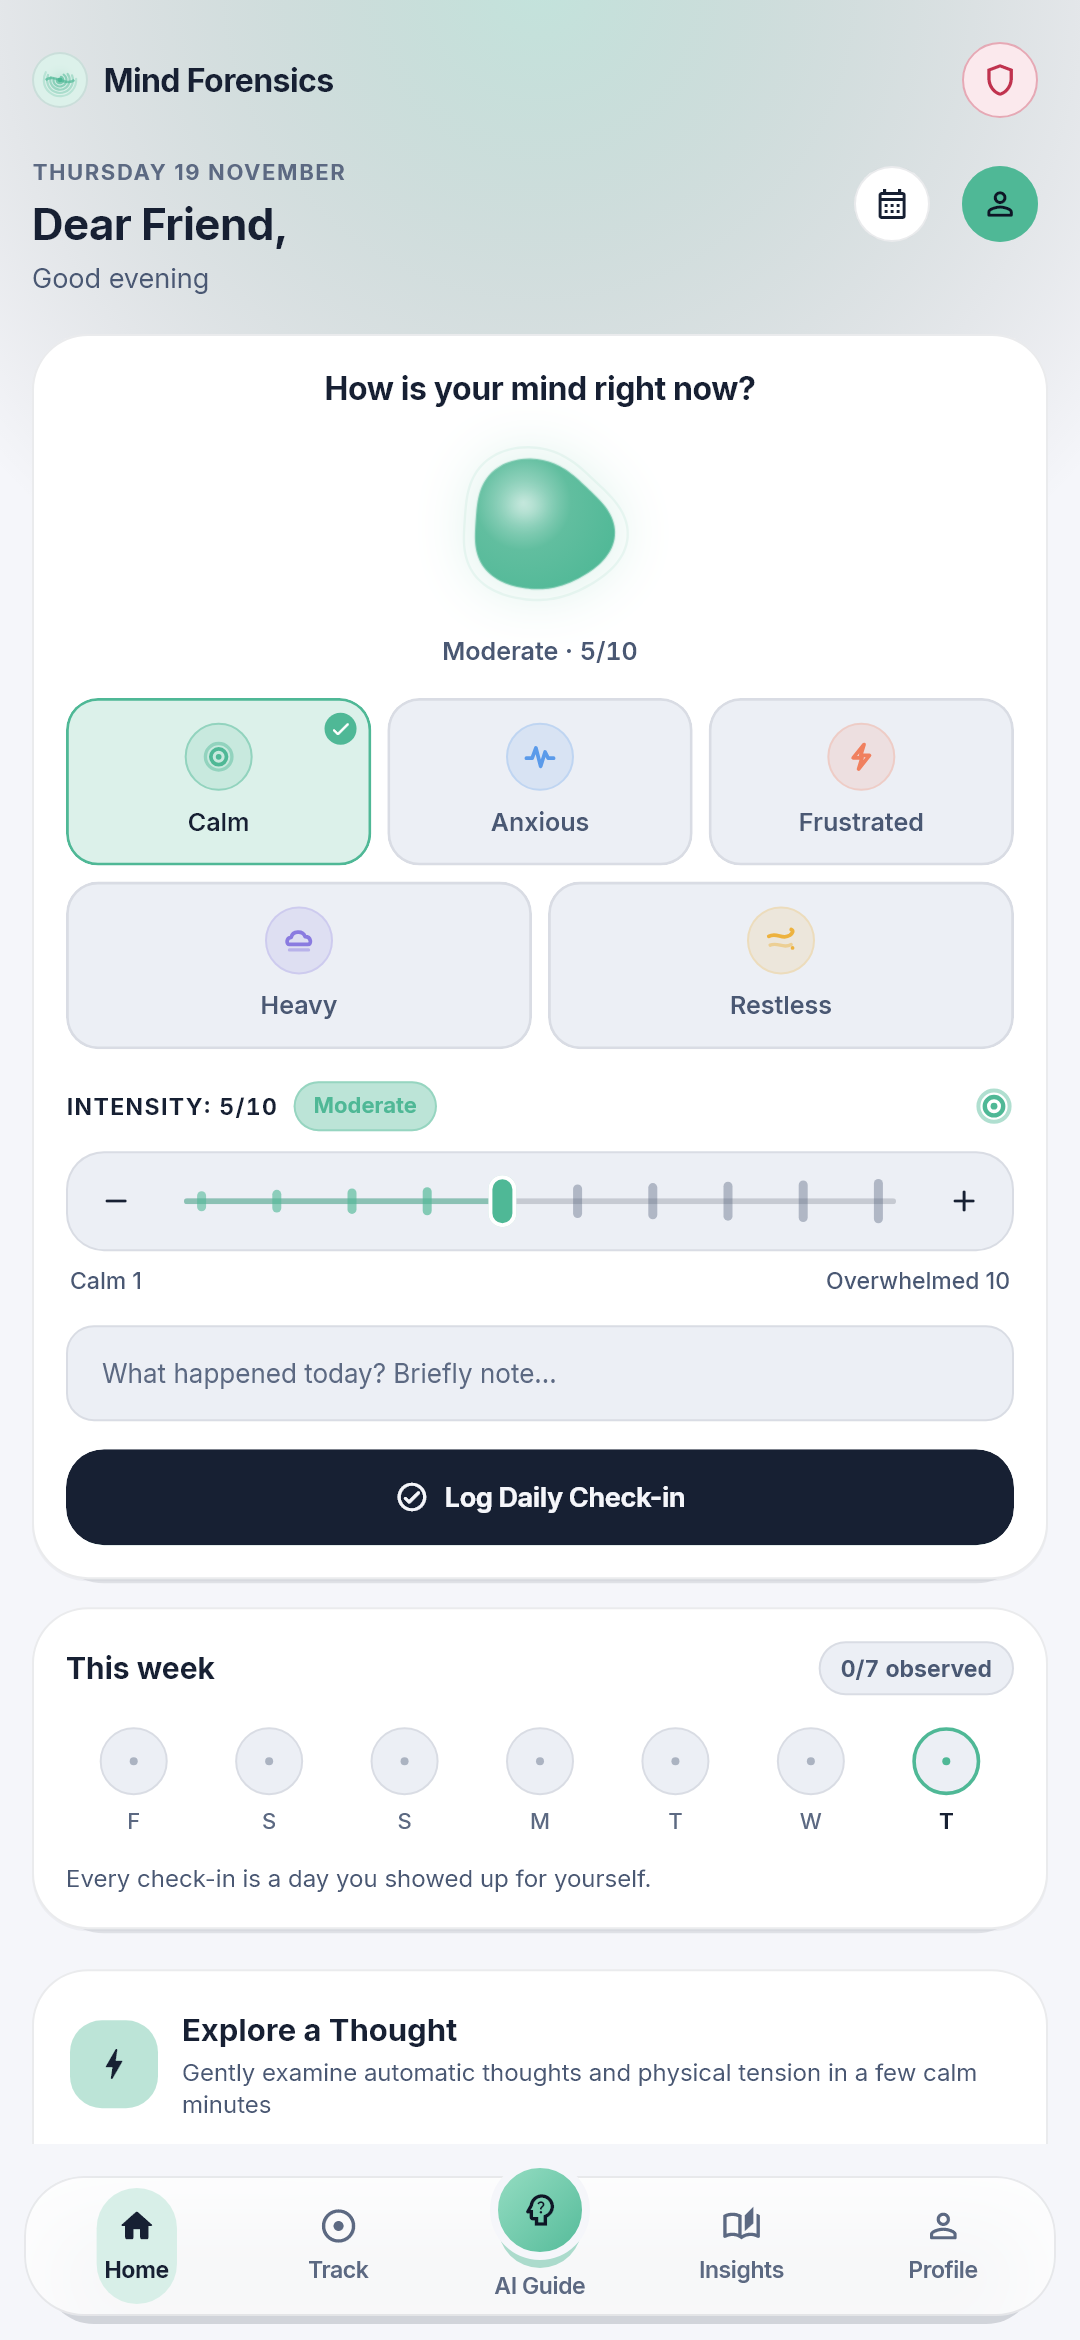 Mind Forensics
THURSDAY 19 NOVEMBER
Dear Friend,
Good evening
How is your mind right now?
Moderate · 5/10
Calm
Anxious
Frustrated
Heavy
Restless
INTENSITY: 5/10
Moderate
Calm 1
Overwhelmed 10
What happened today? Briefly note...
Log Daily Check-in
This week
0/7 observed
F S S M T W T
Every check-in is a day you showed up for yourself.
Explore a Thought
Gently examine automatic thoughts and physical tension in a few calm
minutes
Home
Track
AI Guide
Insights
Profile